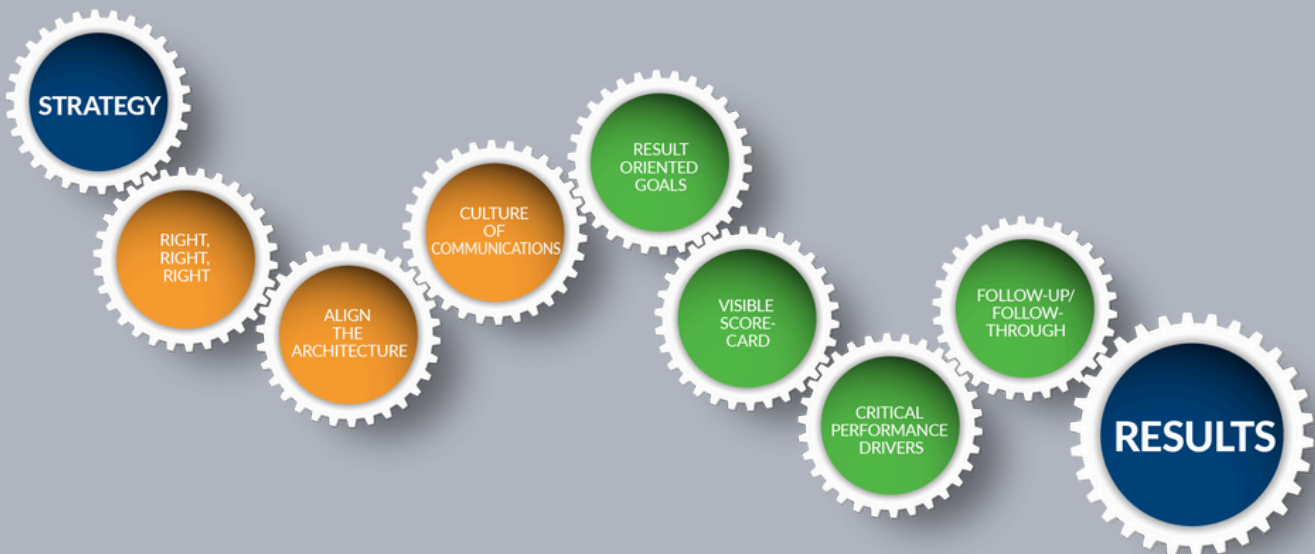 STRATEGY
RIGHT,
RIGHT,
RIGHT
ALIGN
THE
ARCHITECTURE
CULTURE
OF
COMMUNICATIONS
RESULT
ORIENTED
GOALS
VISIBLE
SCORE-
CARD
CRITICAL
PERFORMANCE
DRIVERS
FOLLOW-UP/
FOLLOW-
THROUGH
RESULTS